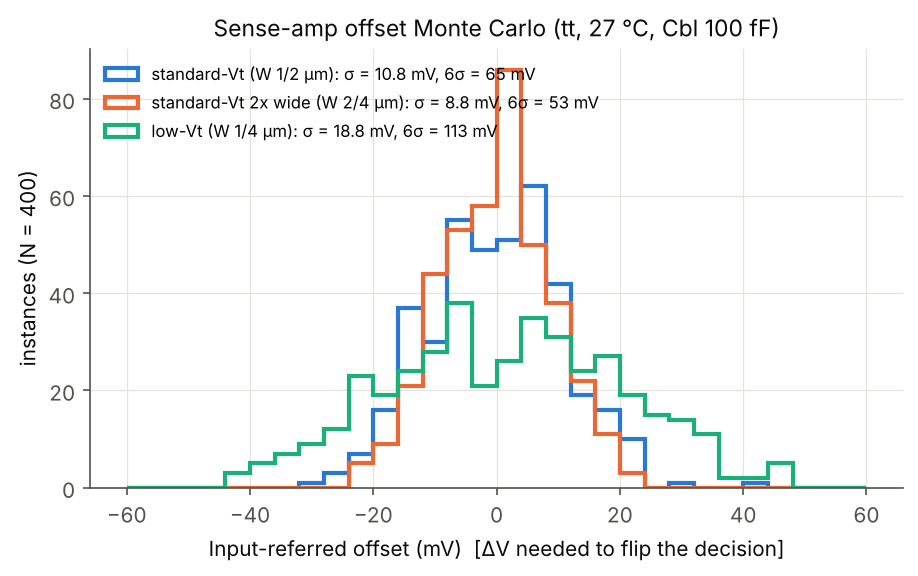 Sense-amp offset Monte Carlo (tt, 27 °C, Cbl 100 fF)
standard-Vt (W 1/2 µm): σ = 10.8 mV, 6σ = 65 mV
standard-Vt 2x wide (W 2/4 µm): σ = 8.8 mV, 6σ = 53 mV
low-Vt (W 1/4 µm): σ = 18.8 mV, 6σ = 113 mV
instances (N = 400)
80
60
40
20
0
−60 −40 −20 0 20 40 60
Input-referred offset (mV) [ΔV needed to flip the decision]